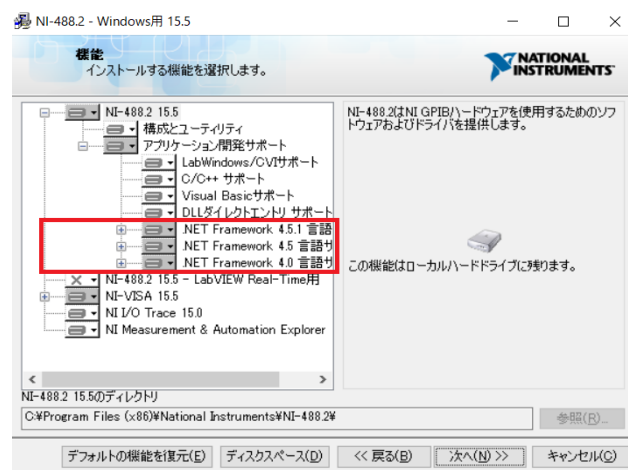 NI-488.2 - Windows用 15.5
機能
インストールする機能を選択します。
NATIONAL
INSTRUMENTS™
NI-488.2 15.5
構成とユーティリティ
アプリケーション開発サポート
LabWindows/CVIサポート
C/C++ サポート
Visual Basicサポート
DLLダイレクトエントリ サポート
.NET Framework 4.5.1 言語
.NET Framework 4.5 言語サ
.NET Framework 4.0 言語サ
NI-488.2 15.5 - LabVIEW Real-Time用
NI-VISA 15.5
NI I/O Trace 15.0
NI Measurement & Automation Explorer
NI-488.2はNI GPIBハードウェアを使用するためのソフ
トウェアおよびドライバを提供します。
この機能はローカルハードドライブに残ります。
NI-488.2 15.5のディレクトリ
C:¥Program Files (x86)¥National Instruments¥NI-488.2¥
参照(R)...
デフォルトの機能を復元(E)
ディスクスペース(D)
<< 戻る(B)
次へ(N) >>
キャンセル(C)